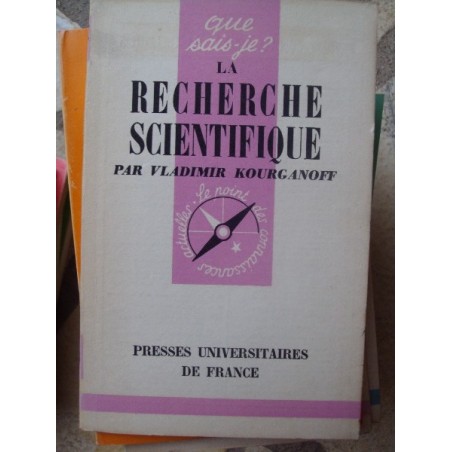 que
sais-je?
LA
RECHERCHE
SCIENTIFIQUE
PAR VLADIMIR KOURGANOFF
Le point des connaissances actuelles
PRESSES UNIVERSITAIRES
DE FRANCE